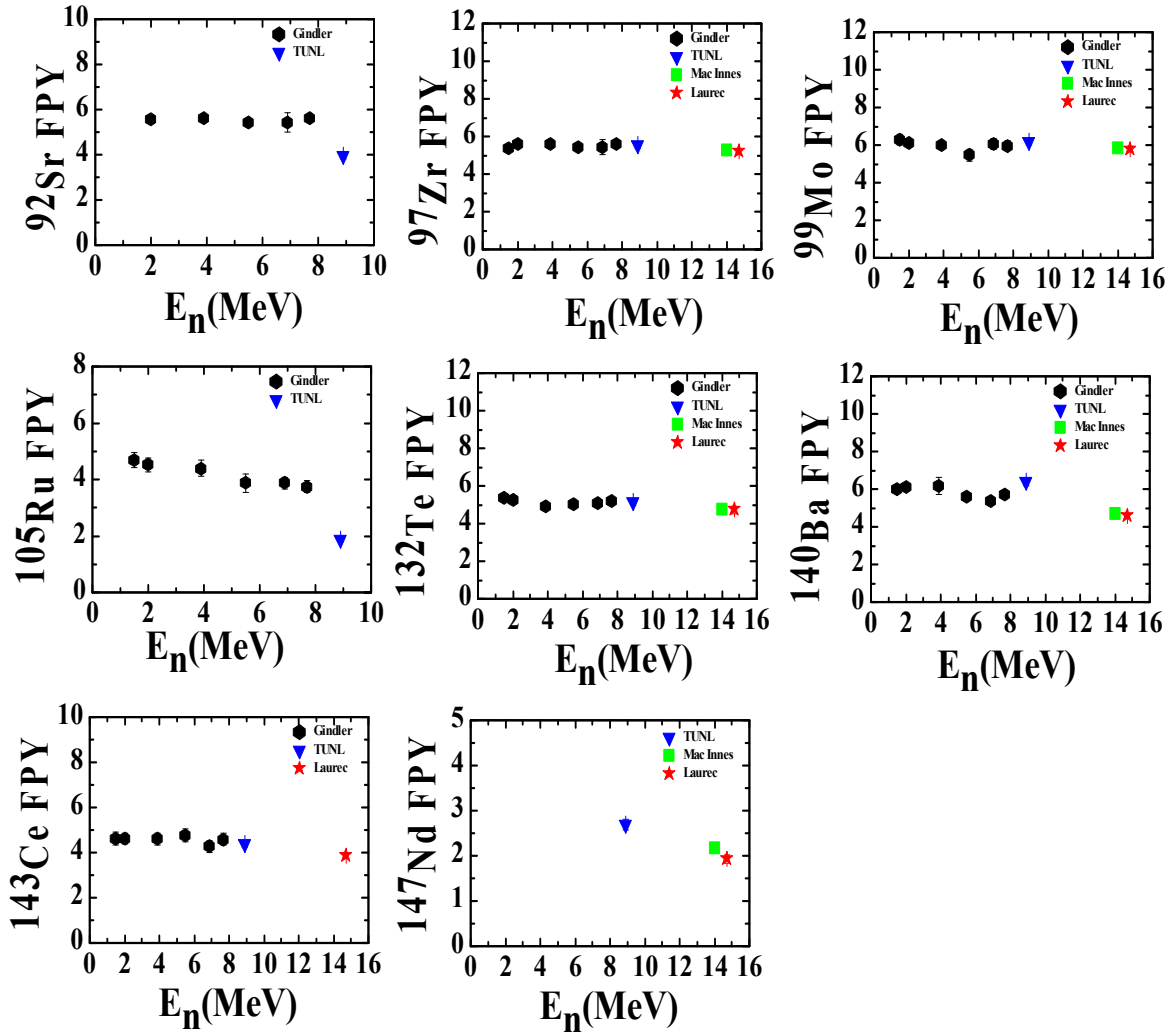 92Sr FPY
10
8
6
4
2
0
Gindler
TUNL
0 2 4 6 8 10
En(MeV)
97Zr FPY
12
10
8
6
4
2
0
Gindler
TUNL
Mac Innes
Laurec
0 2 4 6 8 10 12 14 16
En(MeV)
99Mo FPY
12
10
8
6
4
2
0
Gindler
TUNL
Mac Innes
Laurec
0 2 4 6 8 10 12 14 16
En(MeV)
105Ru FPY
8
6
4
2
0
Gindler
TUNL
0 2 4 6 8 10
En(MeV)
132Te FPY
12
10
8
6
4
2
0
Gindler
TUNL
Mac Innes
Laurec
0 2 4 6 8 10 12 14 16
En(MeV)
140Ba FPY
12
10
8
6
4
2
0
Gindler
TUNL
Mac Innes
Laurec
0 2 4 6 8 10 12 14 16
En(MeV)
143Ce FPY
10
8
6
4
2
0
Gindler
TUNL
Laurec
0 2 4 6 8 10 12 14 16
En(MeV)
147Nd FPY
5
4
3
2
1
0
TUNL
Mac Innes
Laurec
0 2 4 6 8 10 12 14 16
En(MeV)